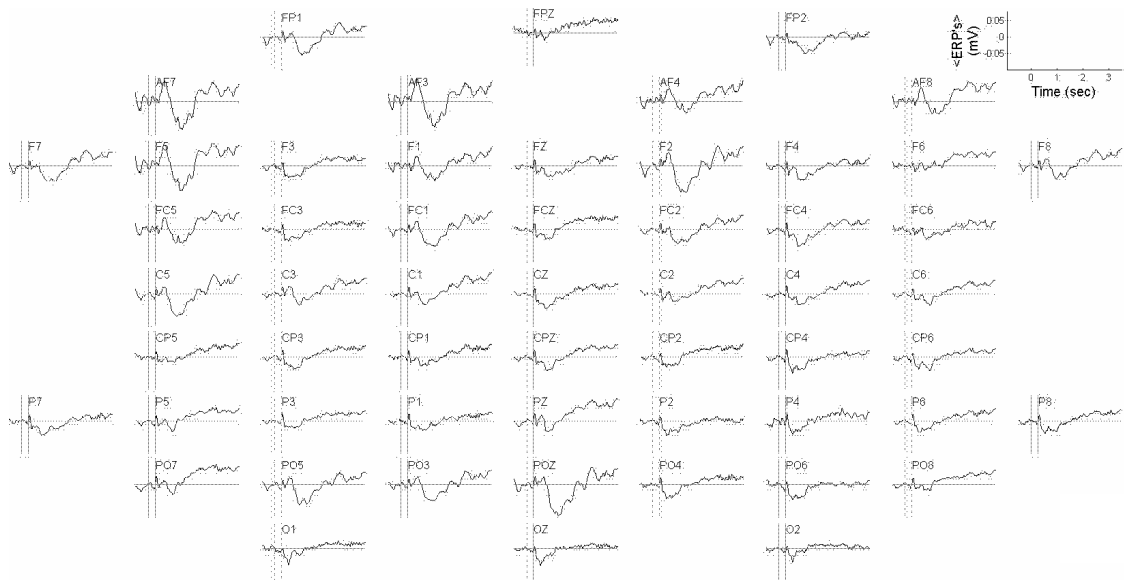 FP1 FPZ FP2
<ERP's>
(mV)
0.05
0
-0.05
0 1 2 3
Time (sec)
AF7 AF3 AF4 AF8
F7 F5 F3 F1 FZ F2 F4 F6 F8
FC5 FC3 FC1 FCZ FC2 FC4 FC6
C5 C3 C1 CZ C2 C4 C6
CP5 CP3 CP1 CPZ CP2 CP4 CP6
P7 P5 P3 P1 PZ P2 P4 P6 P8
PO7 PO5 PO3 POZ PO4 PO6 PO8
O1 OZ O2